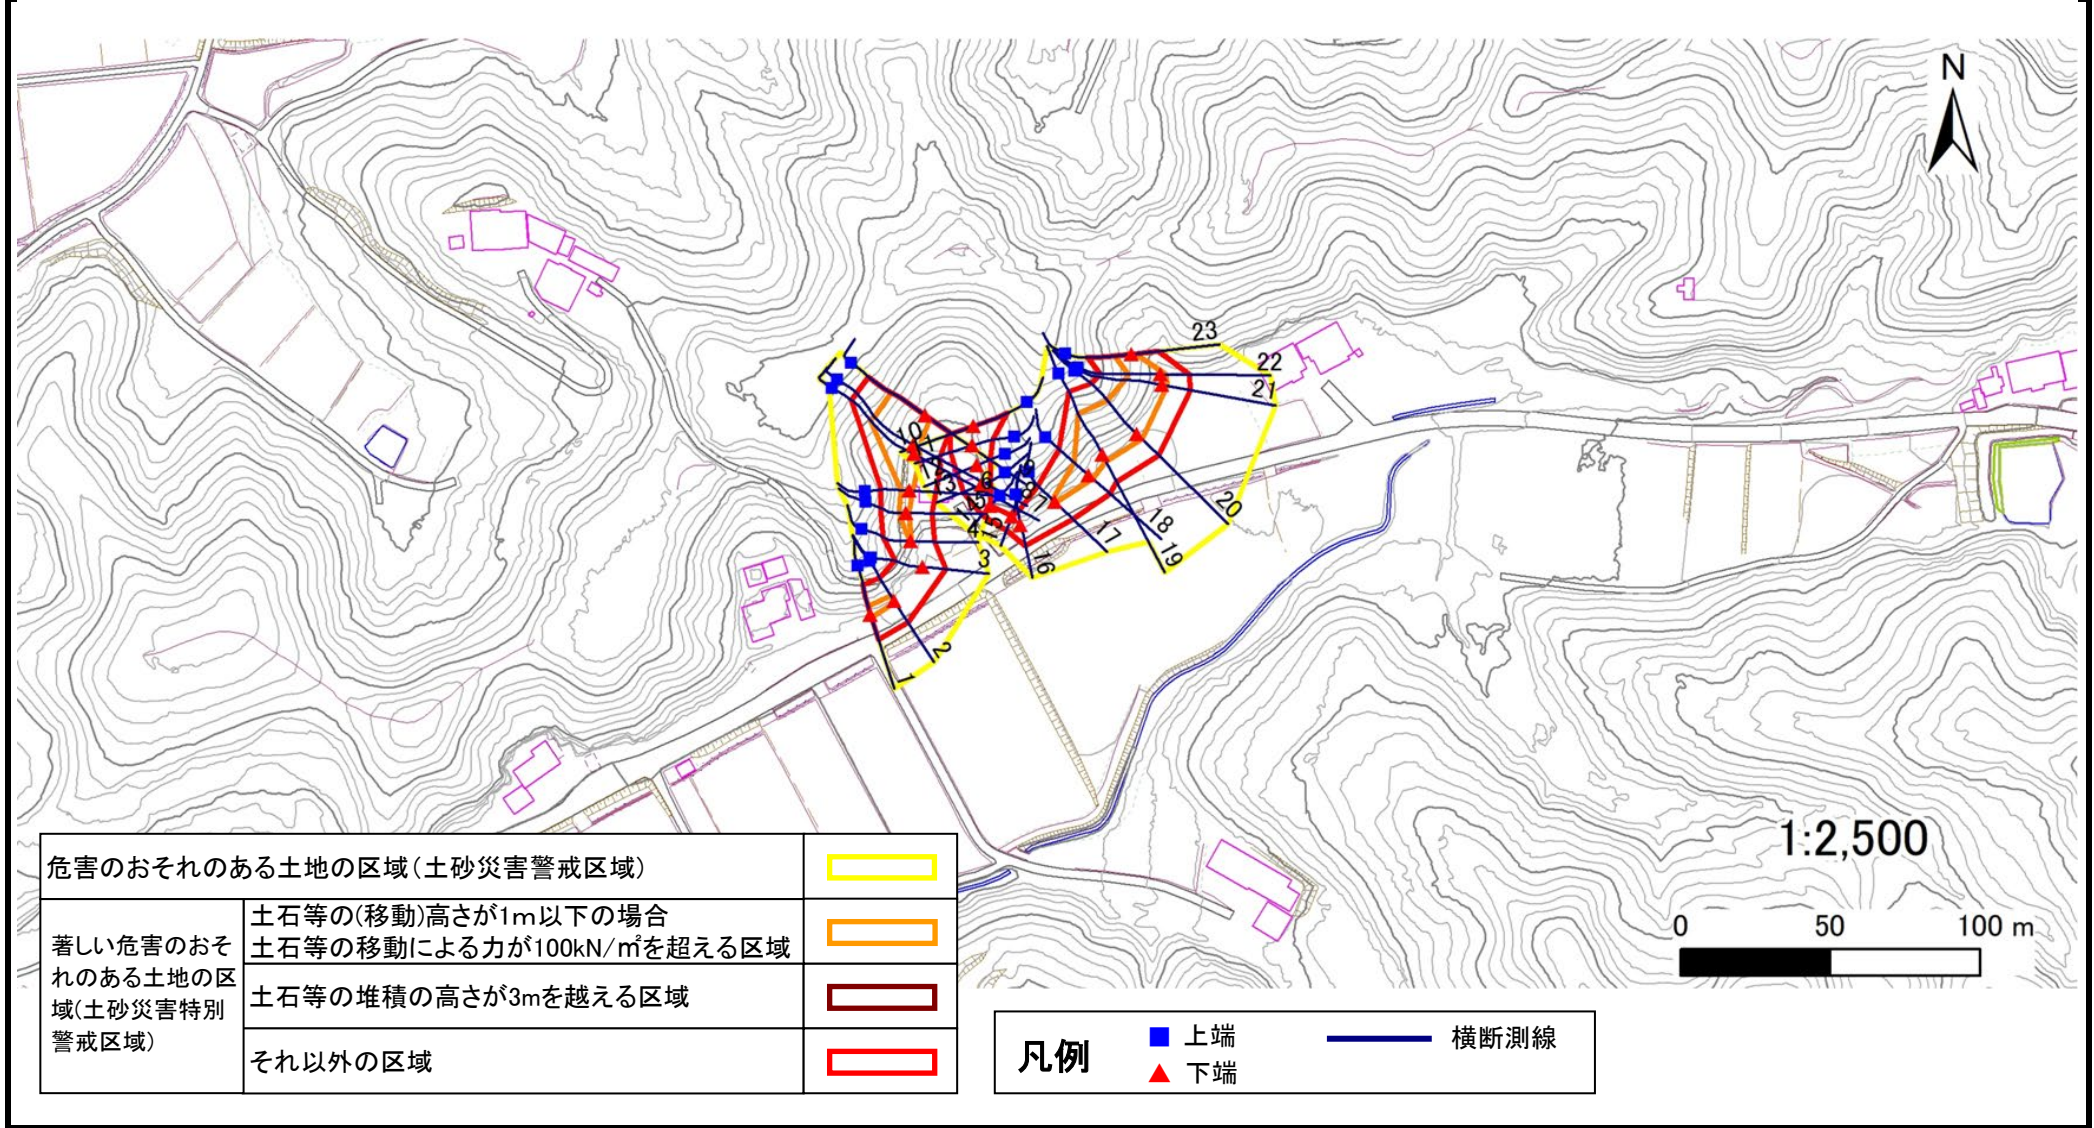 N
23
22
21
10
20
19
18
17
16
3
2
1
1:2,500
0 50 100 m
危害のおそれのある土地の区域(土砂災害警戒区域)
著しい危害のおそ
れのある土地の区
域(土砂災害特別
警戒区域)
土石等の(移動)高さが1m以下の場合
土石等の移動による力が100kN/㎡を超える区域
土石等の堆積の高さが3mを越える区域
それ以外の区域
凡例
上端
下端
横断測線